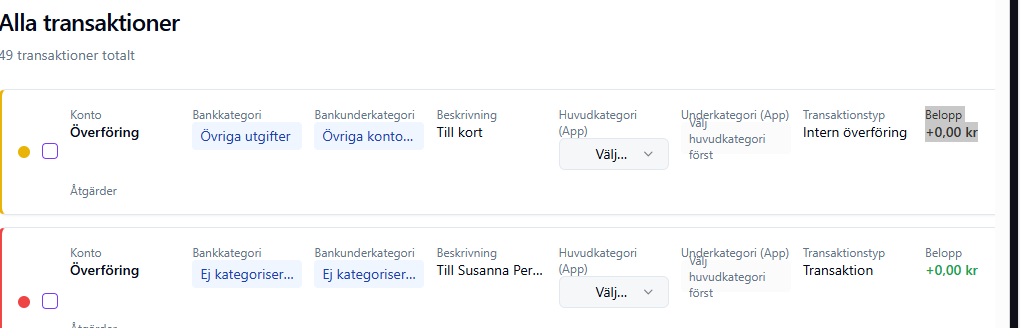 Alla transaktioner
49 transaktioner totalt
Konto
Överföring
Bankkategori
Övriga utgifter
Bankunderkategori
Övriga konto...
Beskrivning
Till kort
Huvudkategori
(App)
Välj...
Underkategori (App)
Välj
huvudkategori
först
Transaktionstyp
Intern överföring
Belopp
+0,00 kr
Åtgärder
Konto
Överföring
Bankkategori
Ej kategoriser...
Bankunderkategori
Ej kategoriser...
Beskrivning
Till Susanna Per...
Huvudkategori
(App)
Välj...
Underkategori (App)
Välj
huvudkategori
först
Transaktionstyp
Transaktion
Belopp
+0,00 kr
Åtgärder